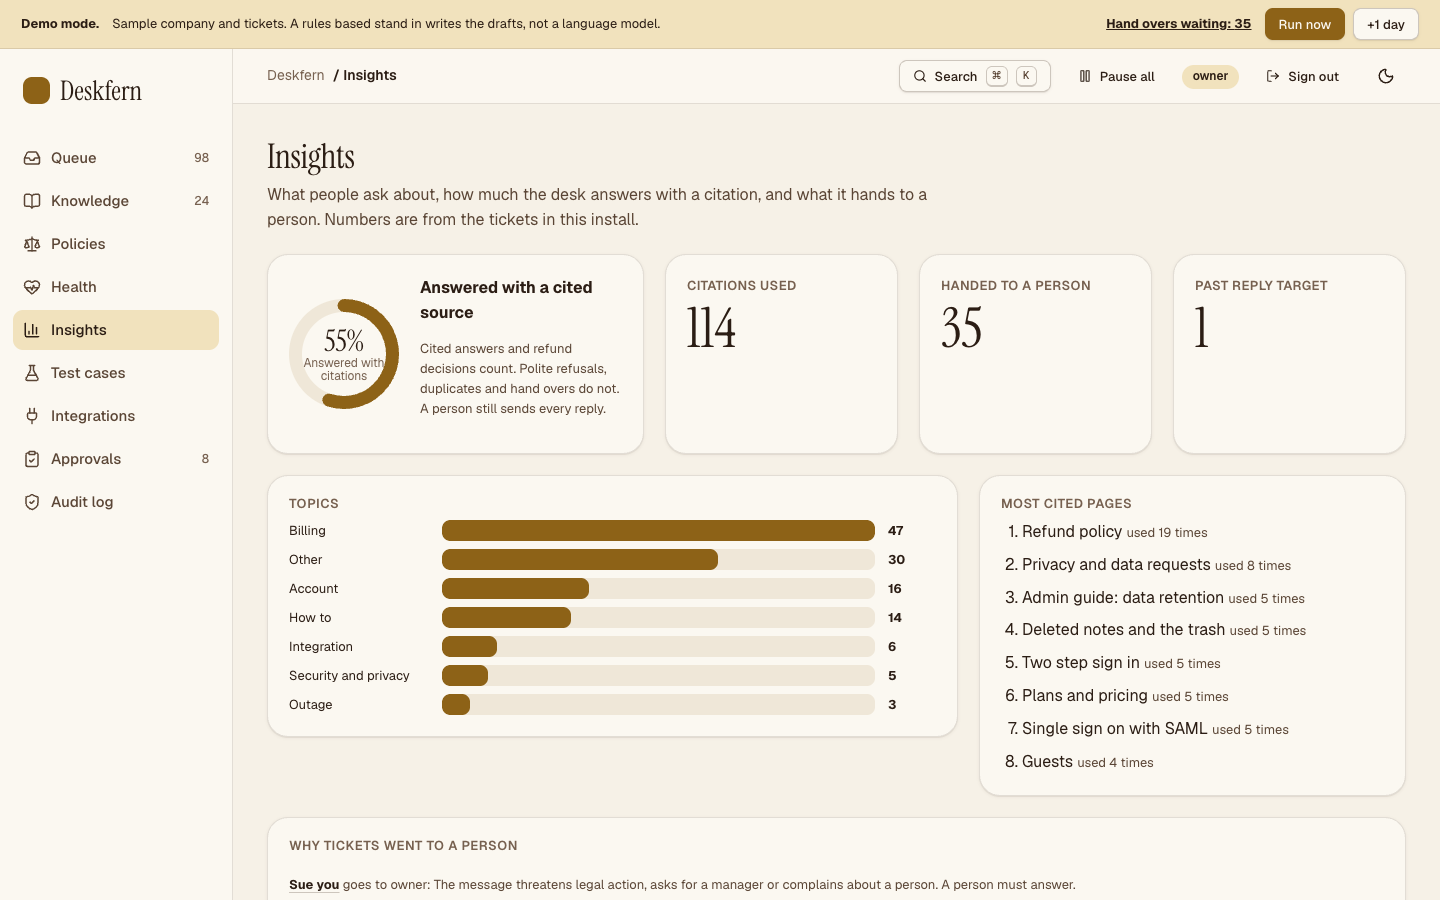 Demo mode. Sample company and tickets. A rules based stand in writes the drafts, not a language model.
Hand overs waiting: 35
Run now
+1 day
Deskfern
Queue 98
Knowledge 24
Policies
Health
Insights
Test cases
Integrations
Approvals 8
Audit log
Deskfern / Insights
Search ⌘ K
Pause all
owner
Sign out
Insights
What people ask about, how much the desk answers with a citation, and what it hands to a
person. Numbers are from the tickets in this install.
55%
Answered with
citations
Answered with a cited
source
Cited answers and refund
decisions count. Polite refusals,
duplicates and hand overs do not.
A person still sends every reply.
CITATIONS USED
114
HANDED TO A PERSON
35
PAST REPLY TARGET
1
TOPICS
Billing 47
Other 30
Account 16
How to 14
Integration 6
Security and privacy 5
Outage 3
MOST CITED PAGES
1. Refund policy used 19 times
2. Privacy and data requests used 8 times
3. Admin guide: data retention used 5 times
4. Deleted notes and the trash used 5 times
5. Two step sign in used 5 times
6. Plans and pricing used 5 times
7. Single sign on with SAML used 5 times
8. Guests used 4 times
WHY TICKETS WENT TO A PERSON
Sue you goes to owner: The message threatens legal action, asks for a manager or complains about a person. A person must answer.